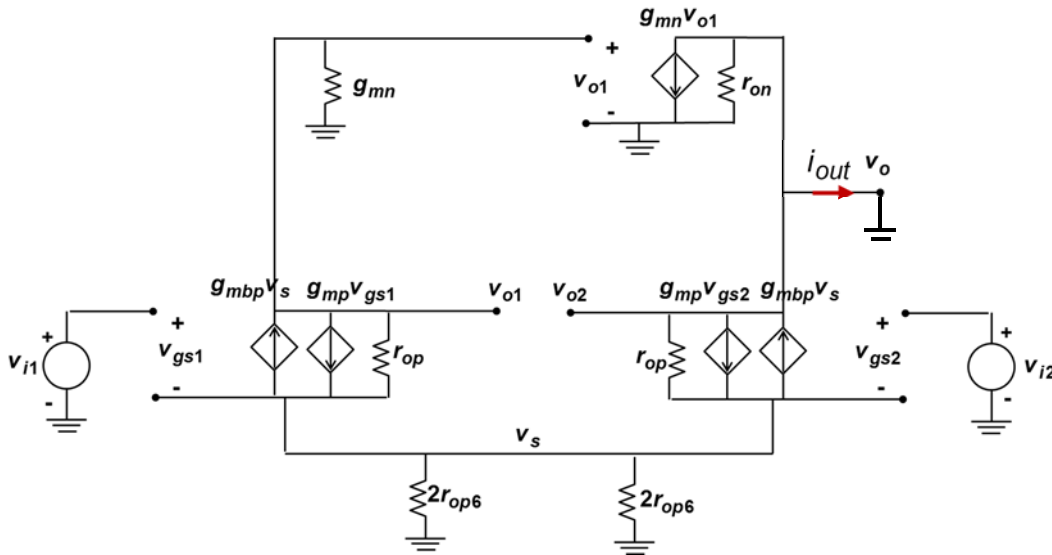 g_mn v_o1
+
g_mn
v_o1
r_on
-
i_out v_o
g_mbp v_s g_mp v_gs1 v_o1 v_o2 g_mp v_gs2 g_mbp v_s
+ + + +
v_i1 v_gs1 r_op r_op v_gs2 v_i2
- - - -
v_s
2r_op6 2r_op6